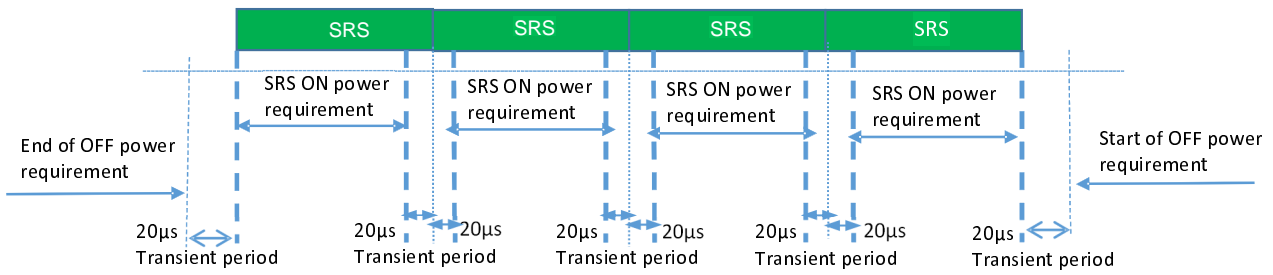 SRS SRS SRS SRS
SRS ON power
requirement
SRS ON power
requirement
SRS ON power
requirement
SRS ON power
requirement
End of OFF power
requirement
Start of OFF power
requirement
20µs
Transient period
20µs 20µs
Transient period
20µs 20µs
Transient period
20µs 20µs
Transient period
20µs
Transient period